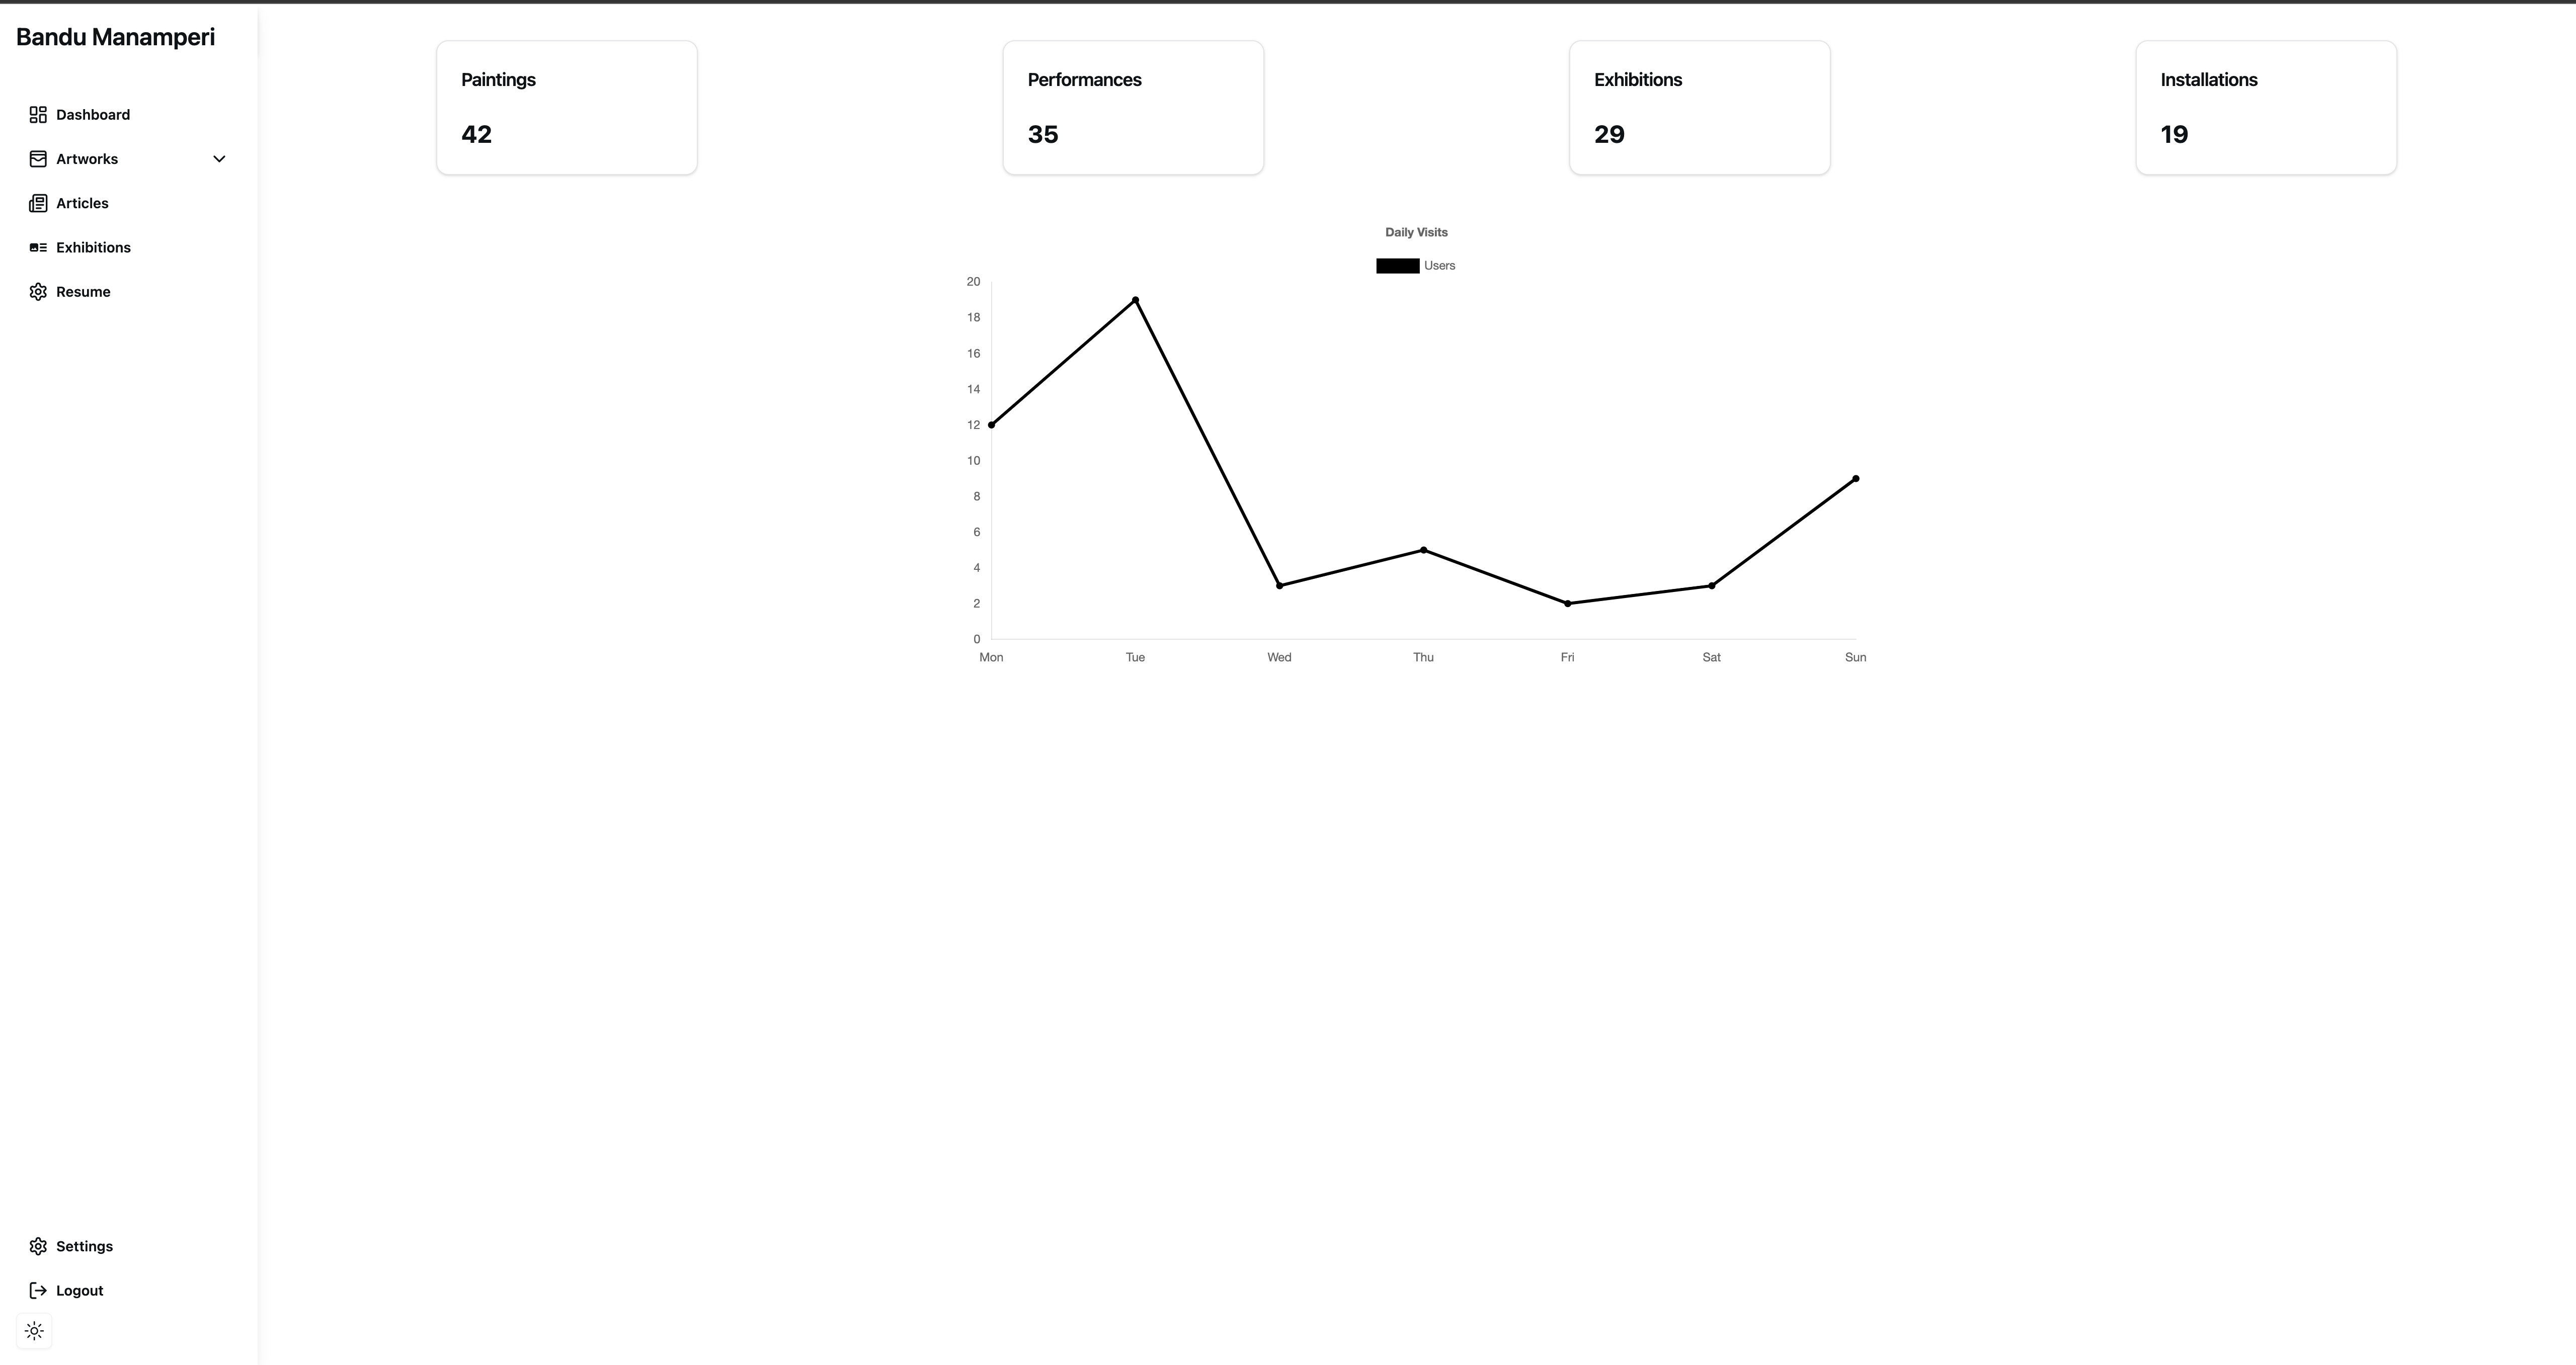 Bandu Manamperi
Dashboard
Artworks
Articles
Exhibitions
Resume
Settings
Logout
Paintings
42
Performances
35
Exhibitions
29
Installations
19
Daily Visits
Users
20
18
16
14
12
10
8
6
4
2
0
Mon Tue Wed Thu Fri Sat Sun